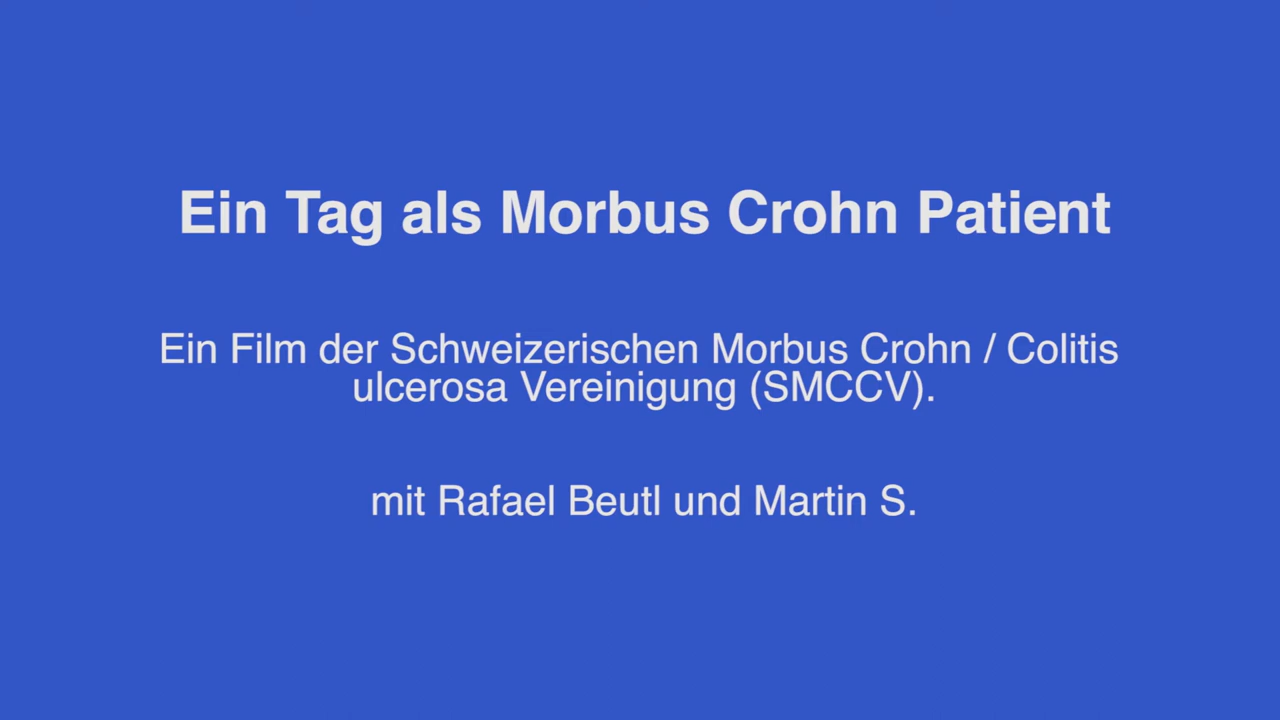 Ein Tag als Morbus Crohn Patient
Ein Film der Schweizerischen Morbus Crohn / Colitis
ulcerosa Vereinigung (SMCCV).
mit Rafael Beutl und Martin S.